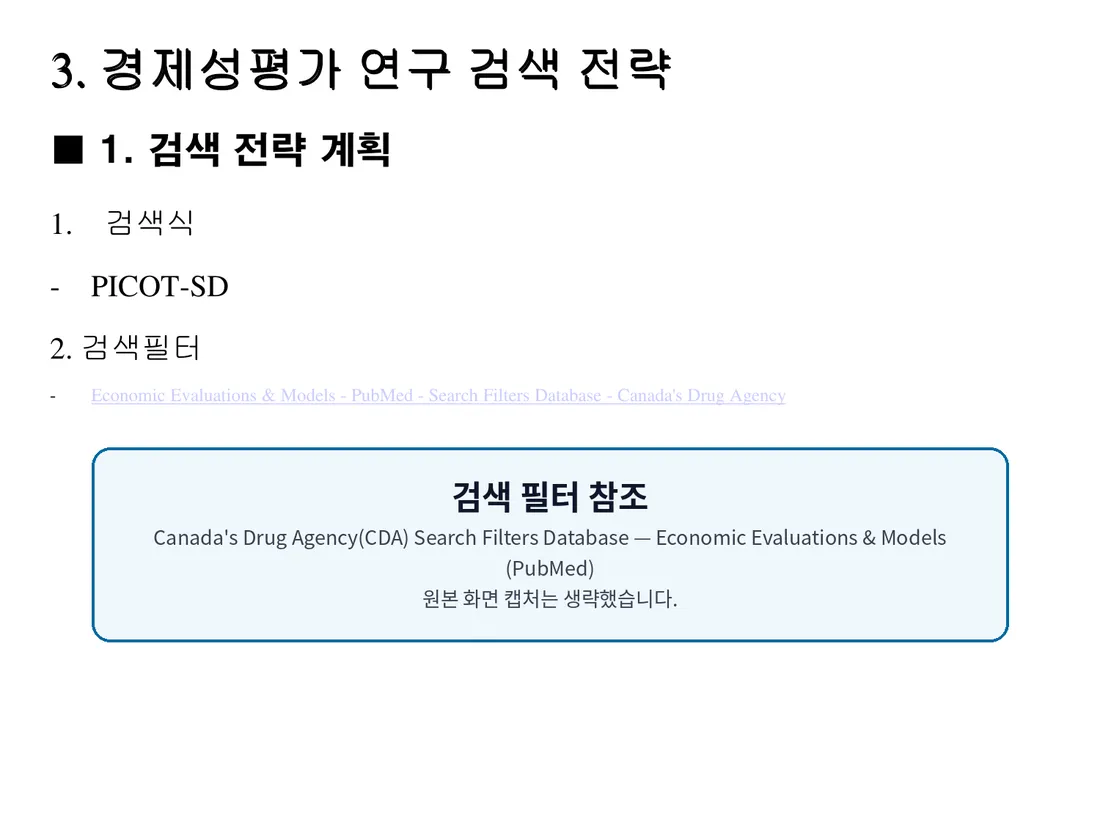 3. 경제성평가 연구 검색 전략
■ 1. 검색 전략 계획
1. 검색식
- PICOT-SD
2. 검색필터
- Economic Evaluations & Models - PubMed - Search Filters Database - Canada's Drug Agency
검색 필터 참조
Canada's Drug Agency(CDA) Search Filters Database — Economic Evaluations & Models
(PubMed)
원본 화면 캡처는 생략했습니다.